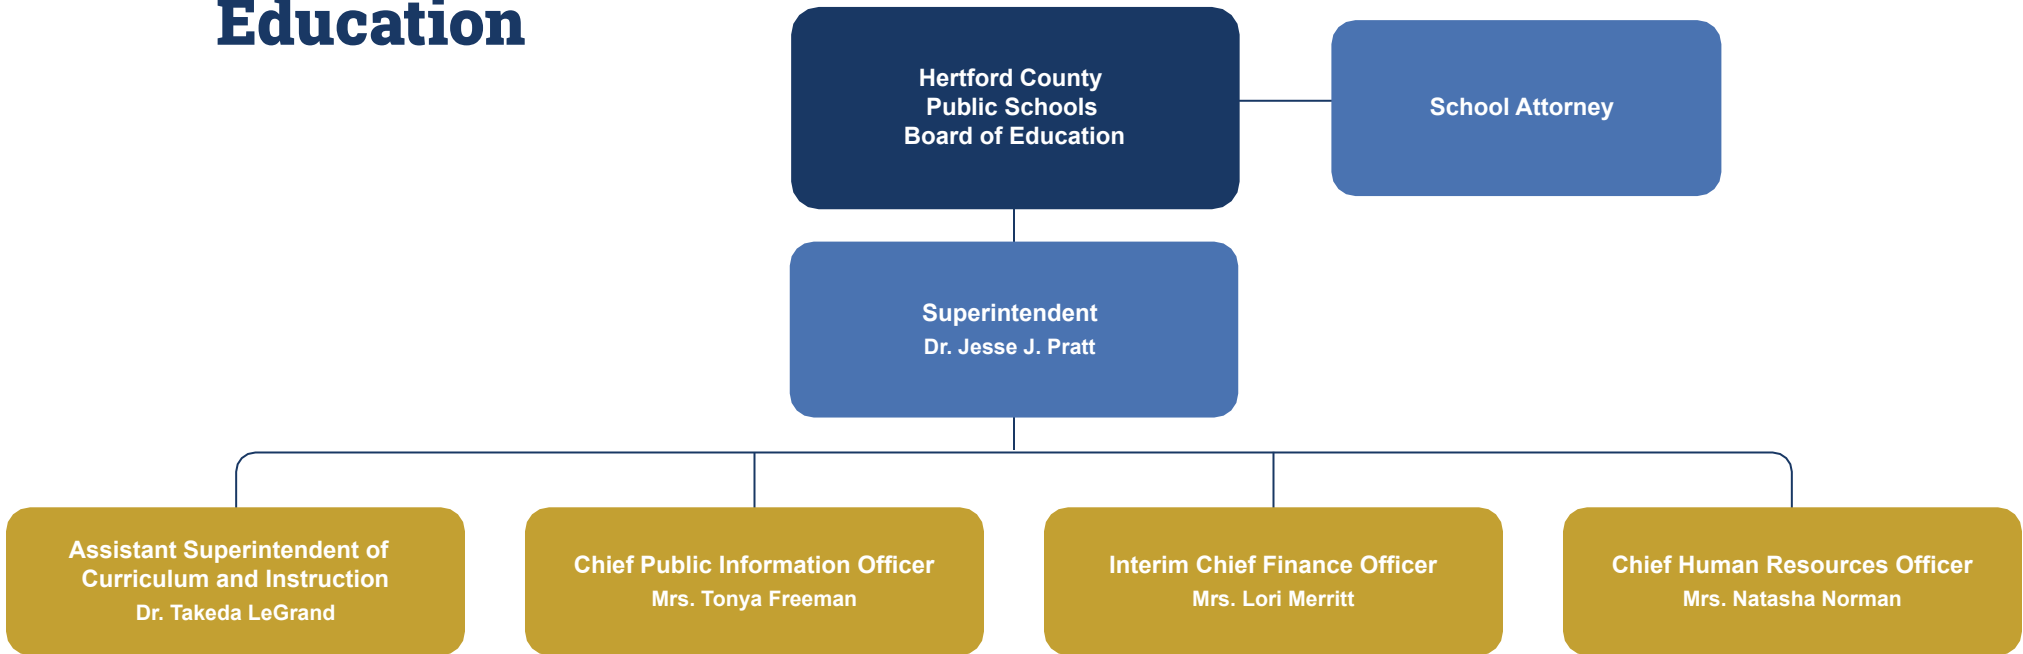 Education
Hertford County
Public Schools
Board of Education
School Attorney
Superintendent
Dr. Jesse J. Pratt
Assistant Superintendent of
Curriculum and Instruction
Dr. Takeda LeGrand
Chief Public Information Officer
Mrs. Tonya Freeman
Interim Chief Finance Officer
Mrs. Lori Merritt
Chief Human Resources Officer
Mrs. Natasha Norman